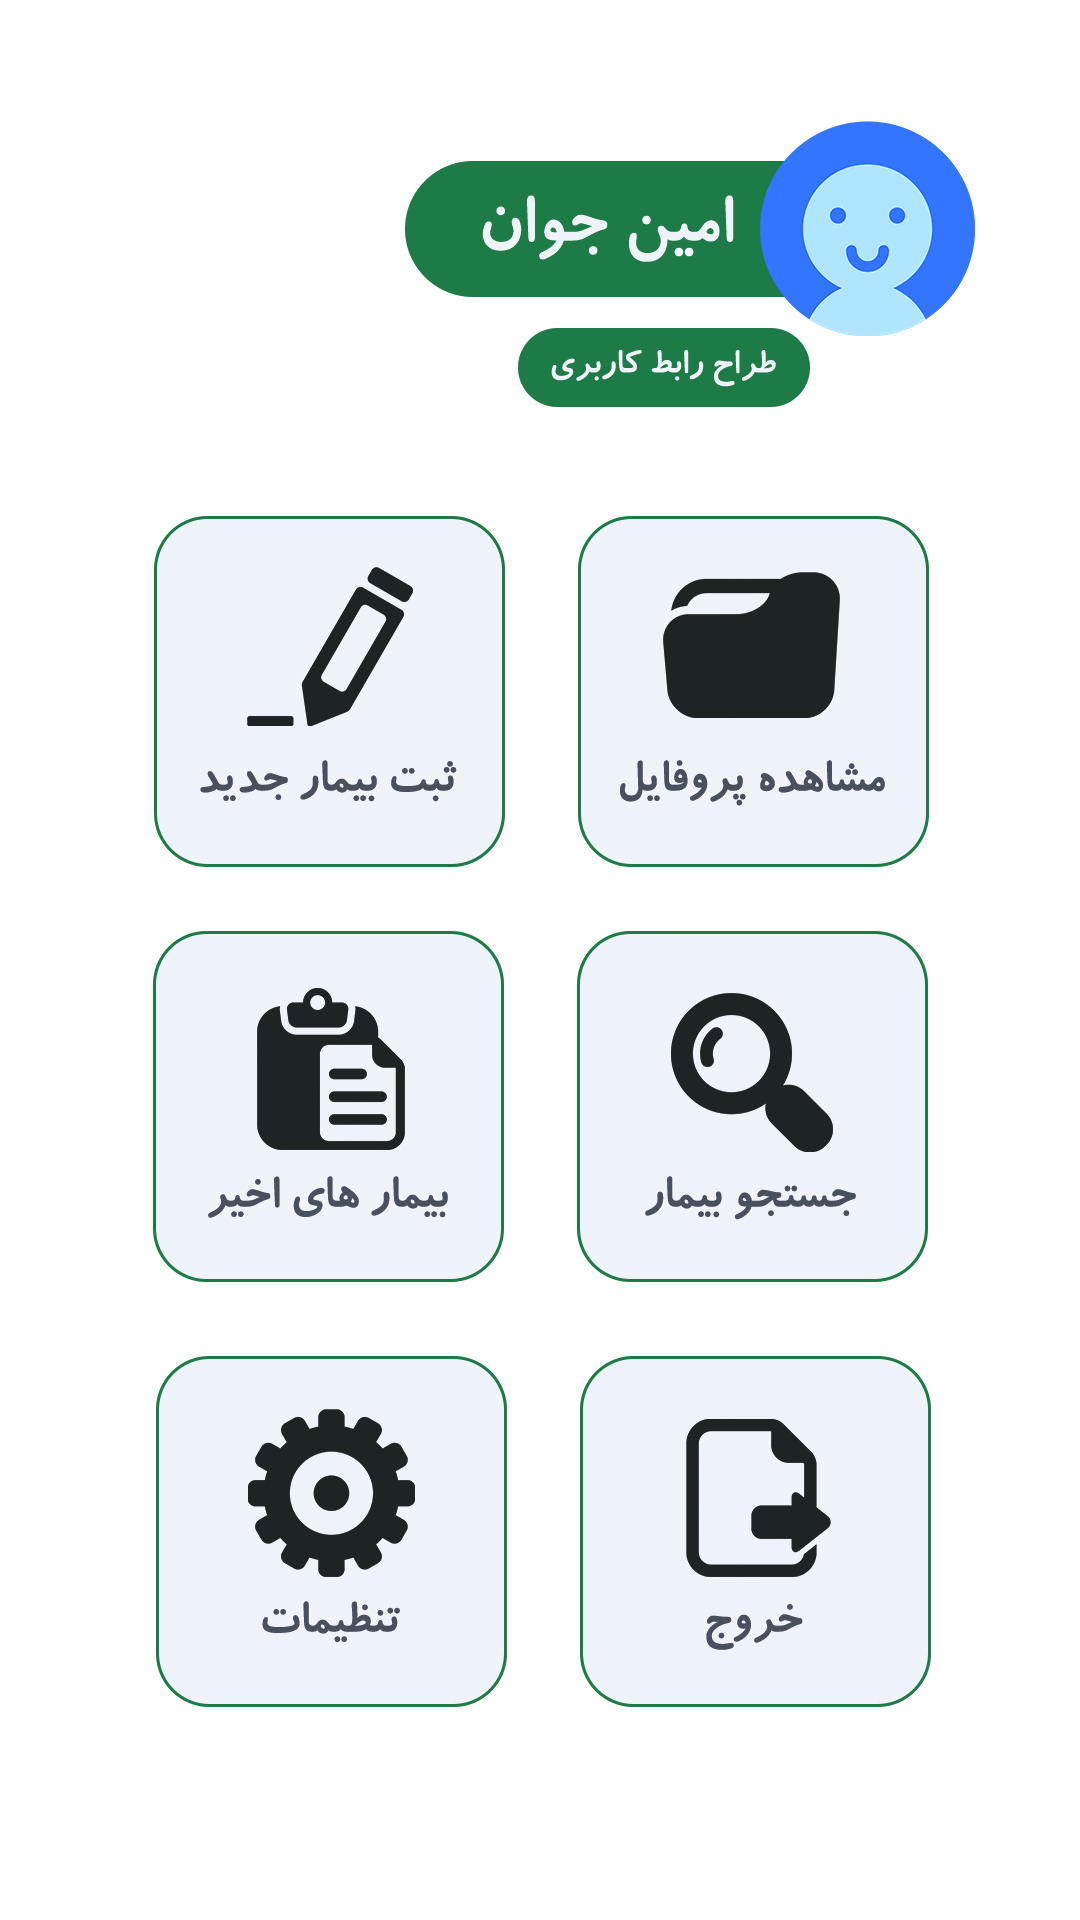 امین جوان
طراح رابط کاربری
مشاهده پروفایل
ثبت بیمار جدید
جستجو بیمار
بیمار های اخیر
خروج
تنظیمات